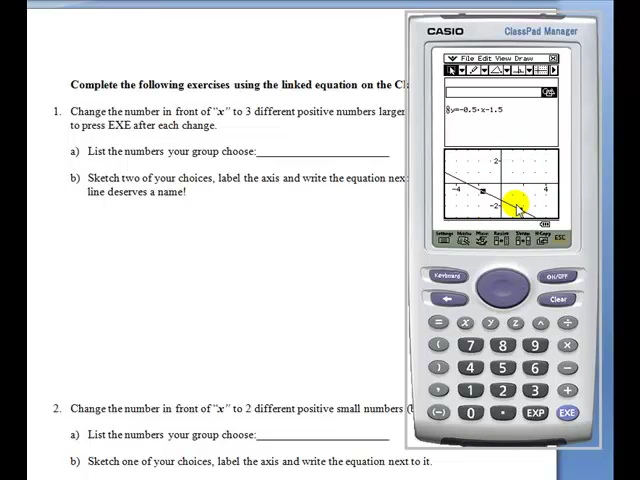 CASIO ClassPad Manager
File Edit View Draw
Complete the following exercises using the linked equation on the Cl
y=-0.5·x-1.5
1. Change the number in front of "x" to 3 different positive numbers larger
to press EXE after each change.
a) List the numbers your group choose:
b) Sketch two of your choices, label the axis and write the equation nex
line deserves a name!
2
-4 4
-2
Settings Menu Resize Swap ESC
Keyboard ON/OFF
Clear
= x y z ^ ÷
( 7 8 9 ×
) 4 5 6 −
, 1 2 3 +
(−) 0 . EXP EXE
2. Change the number in front of "x" to 2 different positive small numbers (b
a) List the numbers your group choose:
b) Sketch one of your choices, label the axis and write the equation next to it.